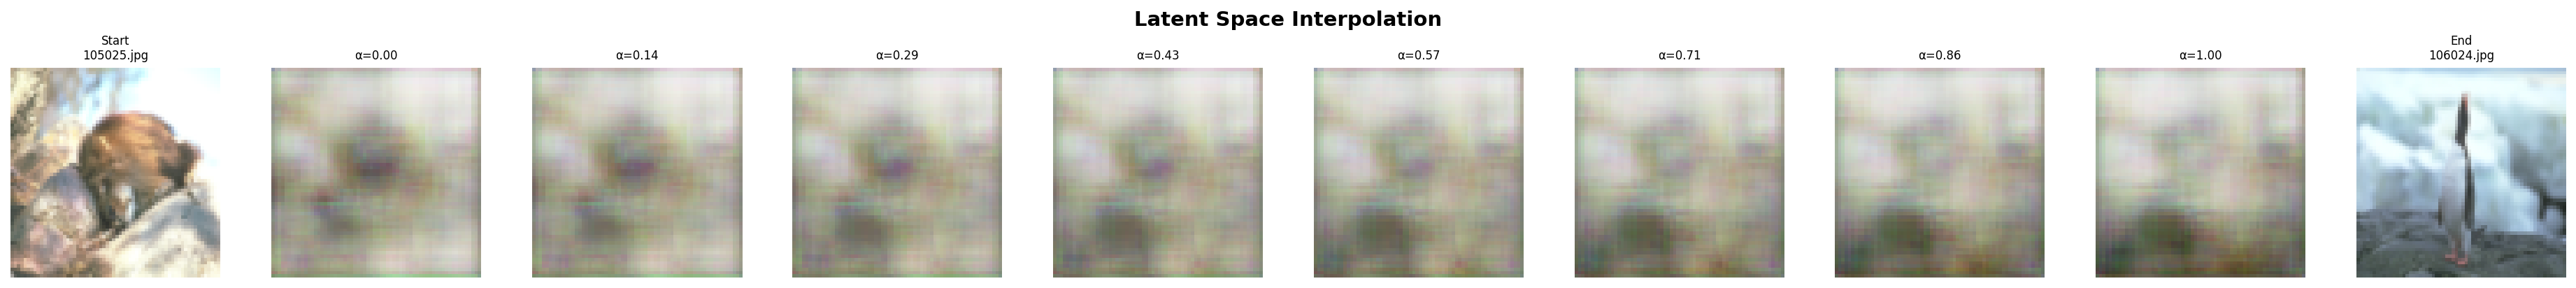 Latent Space Interpolation
Start
105025.jpg
α=0.00
α=0.14
α=0.29
α=0.43
α=0.57
α=0.71
α=0.86
α=1.00
End
106024.jpg